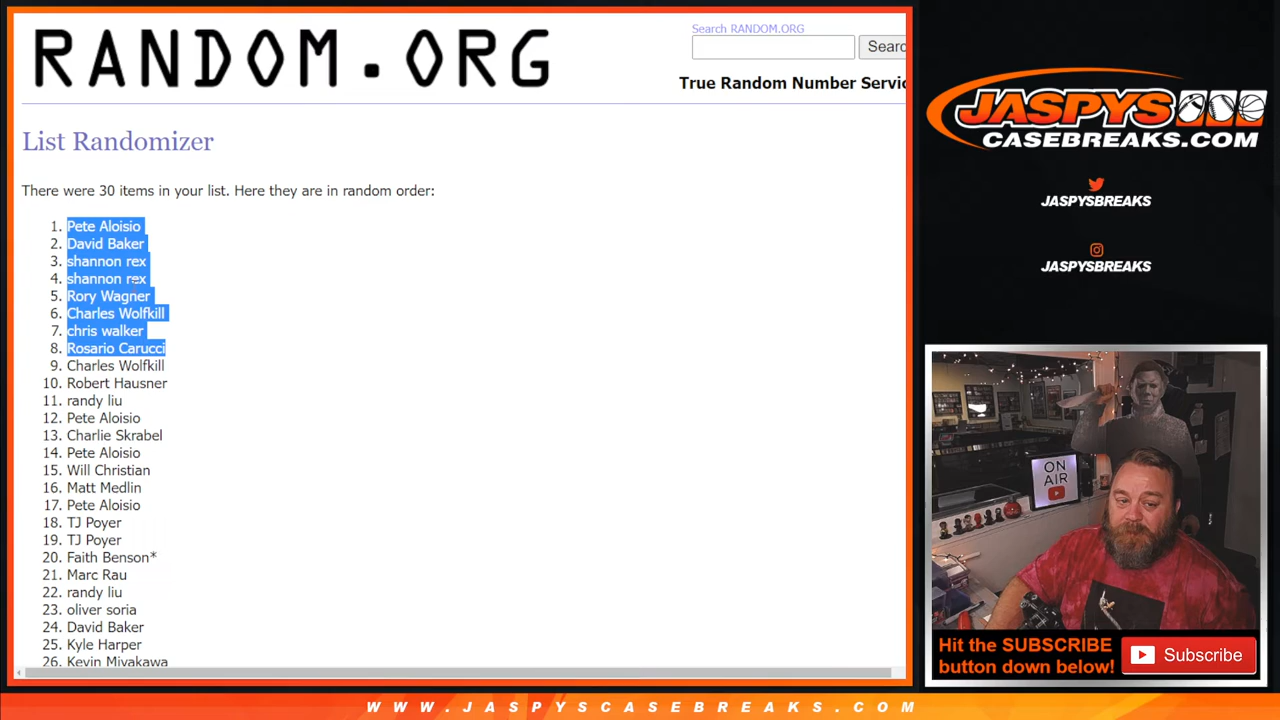 RANDOM.ORG
Search RANDOM.ORG
Searc
True Random Number Servic
List Randomizer
There were 30 items in your list. Here they are in random order:
1. Pete Aloisio
2. David Baker
3. shannon rex
4. shannon rex
5. Rory Wagner
6. Charles Wolfkill
7. chris walker
8. Rosario Carucci
9. Charles Wolfkill
10. Robert Hausner
11. randy liu
12. Pete Aloisio
13. Charlie Skrabel
14. Pete Aloisio
15. Will Christian
16. Matt Medlin
17. Pete Aloisio
18. TJ Poyer
19. TJ Poyer
20. Faith Benson*
21. Marc Rau
22. randy liu
23. oliver soria
24. David Baker
25. Kyle Harper
26. Kevin Miyakawa
JASPYS
CASEBREAKS.COM
JASPYSBREAKS
JASPYSBREAKS
ON
AIR
Hit the SUBSCRIBE
button down below!
Subscribe
WWW.JASPYSCASEBREAKS.COM